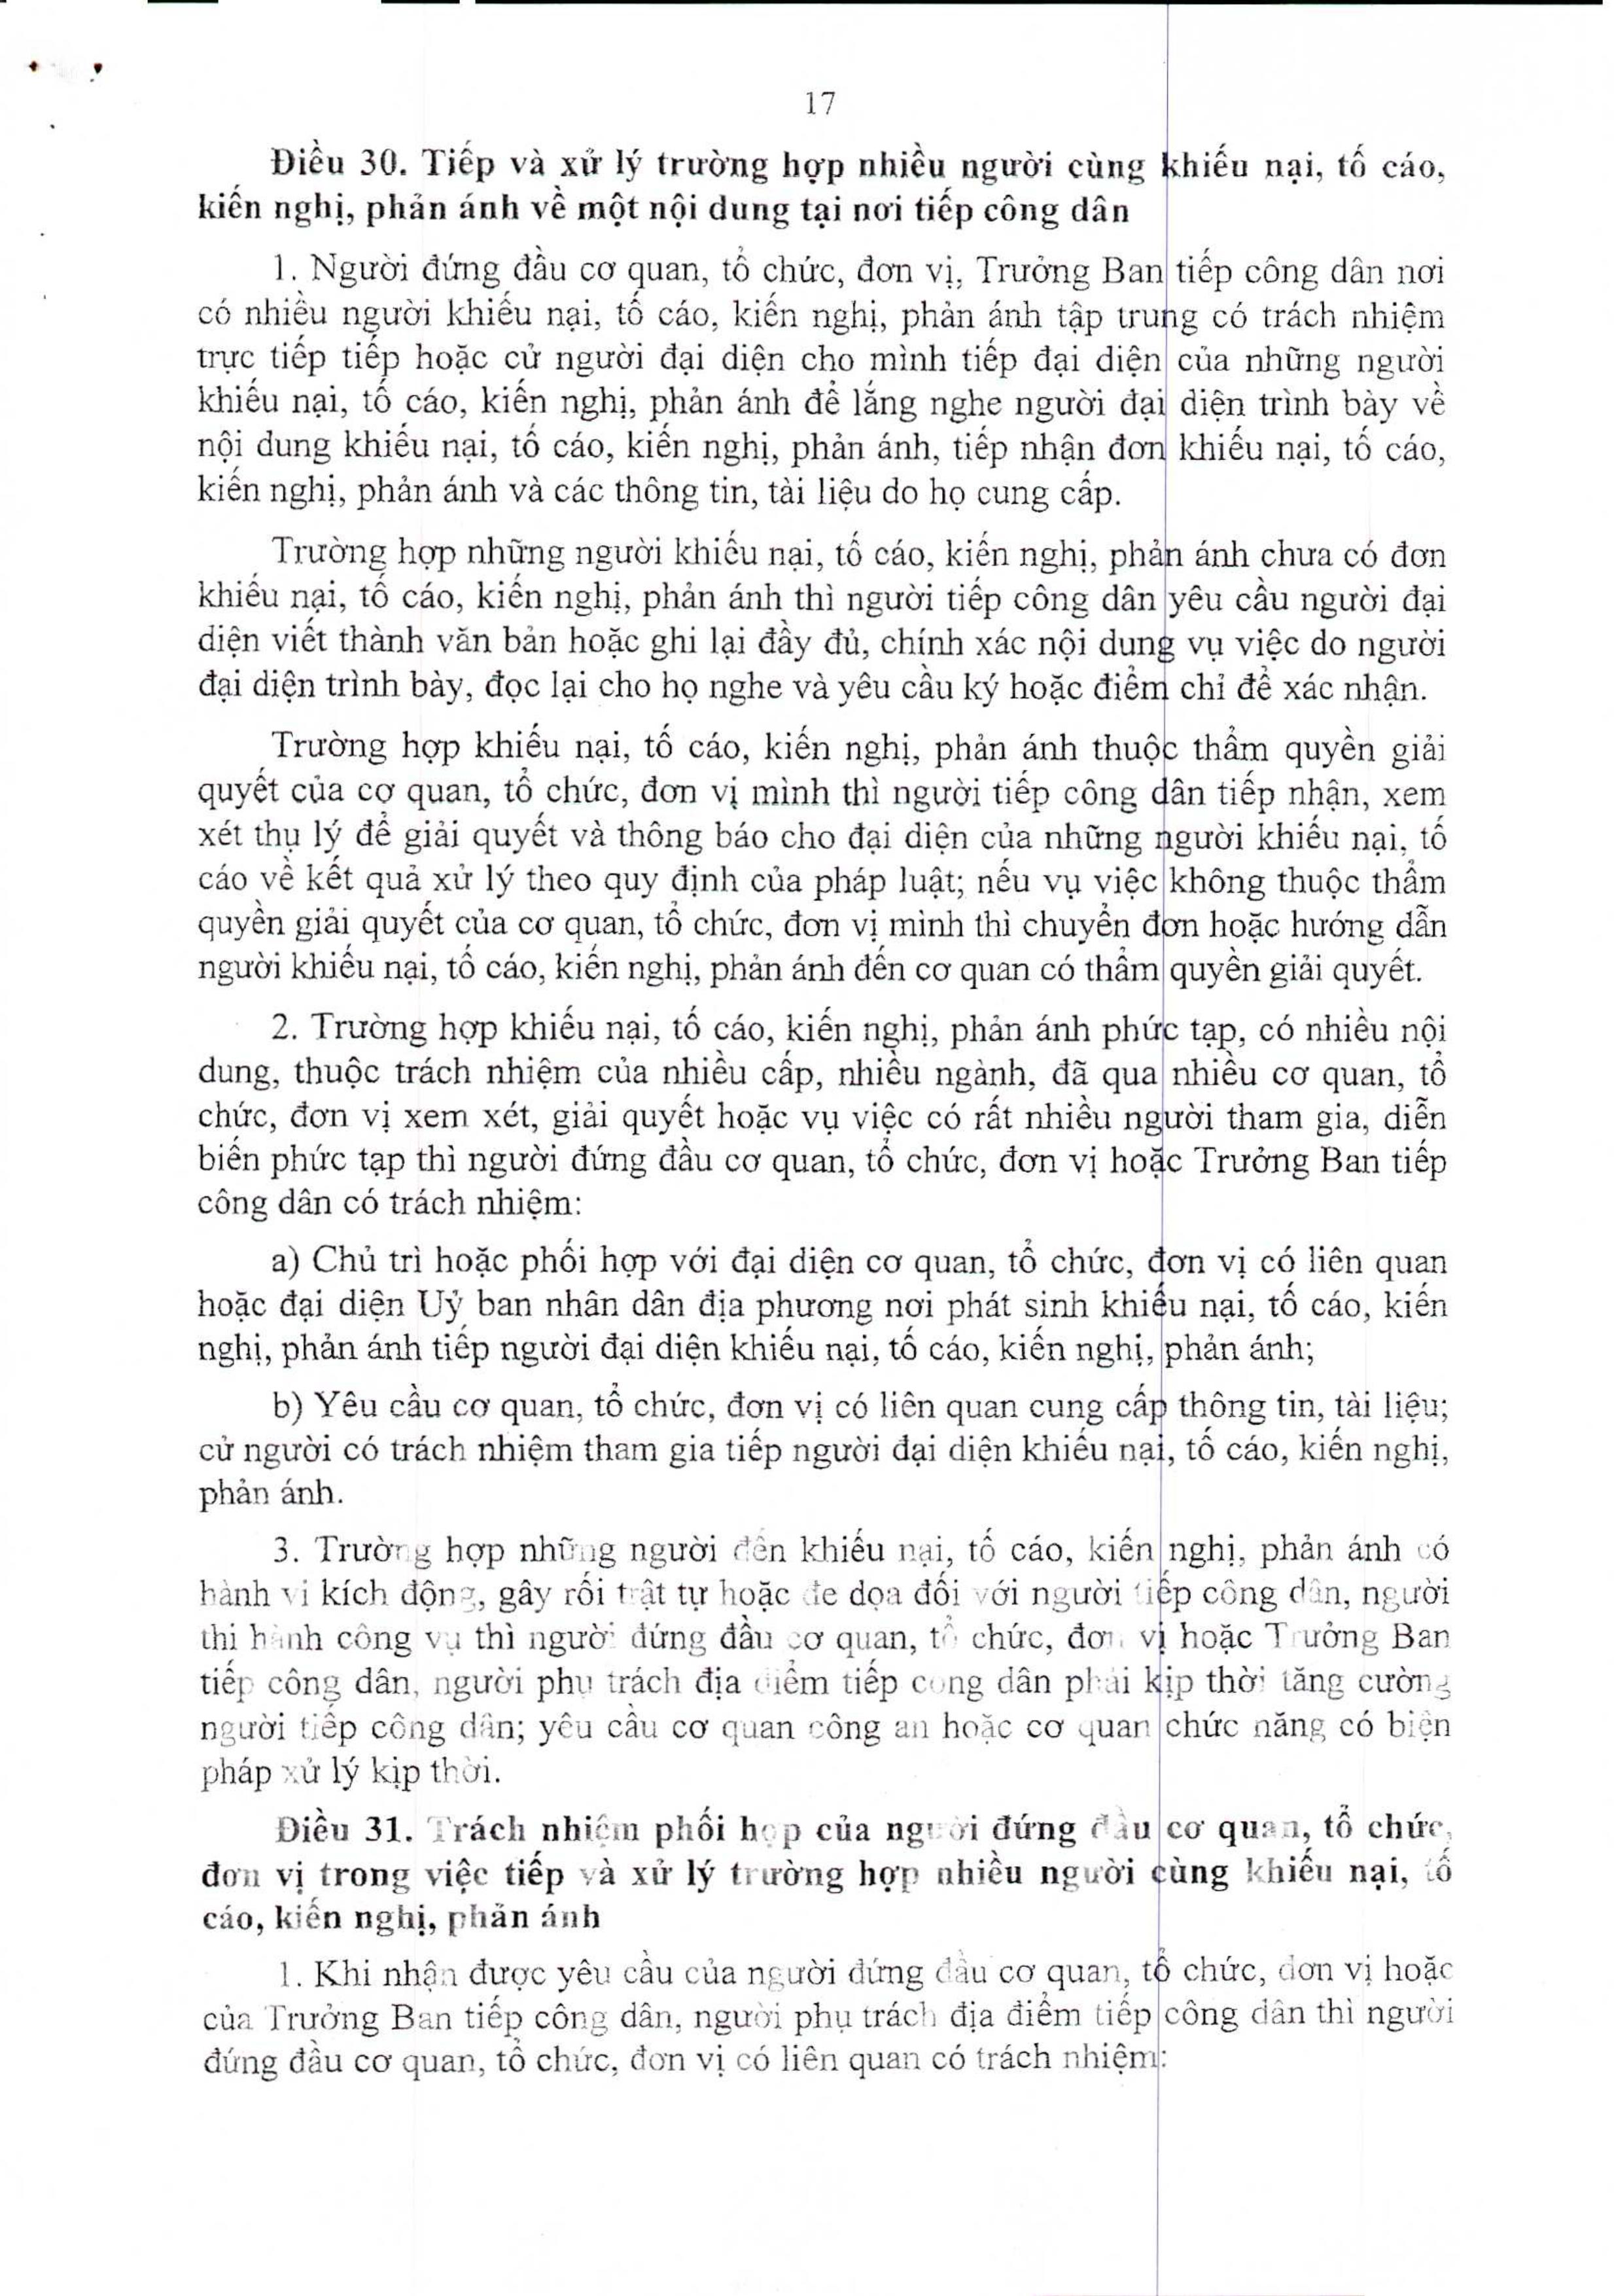 17
Điều 30. Tiếp và xử lý trường hợp nhiều người cùng khiếu nại, tố cáo,
kiến nghị, phản ánh về một nội dung tại nơi tiếp công dân
1. Người đứng đầu cơ quan, tổ chức, đơn vị, Trưởng Ban tiếp công dân nơi
có nhiều người khiếu nại, tố cáo, kiến nghị, phản ánh tập trung có trách nhiệm
trực tiếp tiếp hoặc cử người đại diện cho mình tiếp đại diện của những người
khiếu nại, tố cáo, kiến nghị, phản ánh để lắng nghe người đại diện trình bày về
nội dung khiếu nại, tố cáo, kiến nghị, phản ánh, tiếp nhận đơn khiếu nại, tố cáo,
kiến nghị, phản ánh và các thông tin, tài liệu do họ cung cấp.
Trường hợp những người khiếu nại, tố cáo, kiến nghị, phản ánh chưa có đơn
khiếu nại, tố cáo, kiến nghị, phản ánh thì người tiếp công dân yêu cầu người đại
diện viết thành văn bản hoặc ghi lại đầy đủ, chính xác nội dung vụ việc do người
đại diện trình bày, đọc lại cho họ nghe và yêu cầu ký hoặc điểm chỉ để xác nhận.
Trường hợp khiếu nại, tố cáo, kiến nghị, phản ánh thuộc thẩm quyền giải
quyết của cơ quan, tổ chức, đơn vị mình thì người tiếp công dân tiếp nhận, xem
xét thụ lý để giải quyết và thông báo cho đại diện của những người khiếu nại, tố
cáo về kết quả xử lý theo quy định của pháp luật; nếu vụ việc không thuộc thẩm
quyền giải quyết của cơ quan, tổ chức, đơn vị mình thì chuyển đơn hoặc hướng dẫn
người khiếu nại, tố cáo, kiến nghị, phản ánh đến cơ quan có thẩm quyền giải quyết.
2. Trường hợp khiếu nại, tố cáo, kiến nghị, phản ánh phức tạp, có nhiều nội
dung, thuộc trách nhiệm của nhiều cấp, nhiều ngành, đã qua nhiều cơ quan, tổ
chức, đơn vị xem xét, giải quyết hoặc vụ việc có rất nhiều người tham gia, diễn
biến phức tạp thì người đứng đầu cơ quan, tổ chức, đơn vị hoặc Trưởng Ban tiếp
công dân có trách nhiệm:
a) Chủ trì hoặc phối hợp với đại diện cơ quan, tổ chức, đơn vị có liên quan
hoặc đại diện Uỷ ban nhân dân địa phương nơi phát sinh khiếu nại, tố cáo, kiến
nghị, phản ánh tiếp người đại diện khiếu nại, tố cáo, kiến nghị, phản ánh;
b) Yêu cầu cơ quan, tổ chức, đơn vị có liên quan cung cấp thông tin, tài liệu;
cử người có trách nhiệm tham gia tiếp người đại diện khiếu nại, tố cáo, kiến nghị,
phản ánh.
3. Trường hợp những người đến khiếu nại, tố cáo, kiến nghị, phản ánh có
hành vi kích động, gây rối trật tự hoặc đe dọa đối với người tiếp công dân, người
thi hành công vụ thì người đứng đầu cơ quan, tổ chức, đơn vị hoặc Trưởng Ban
tiếp công dân, người phụ trách địa điểm tiếp công dân phải kịp thời tăng cường
người tiếp công dân; yêu cầu cơ quan công an hoặc cơ quan chức năng có biện
pháp xử lý kịp thời.
Điều 31. Trách nhiệm phối hợp của người đứng đầu cơ quan, tổ chức,
đơn vị trong việc tiếp và xử lý trường hợp nhiều người cùng khiếu nại, tố
cáo, kiến nghị, phản ánh
1. Khi nhận được yêu cầu của người đứng đầu cơ quan, tổ chức, đơn vị hoặc
của Trưởng Ban tiếp công dân, người phụ trách địa điểm tiếp công dân thì người
đứng đầu cơ quan, tổ chức, đơn vị có liên quan có trách nhiệm: